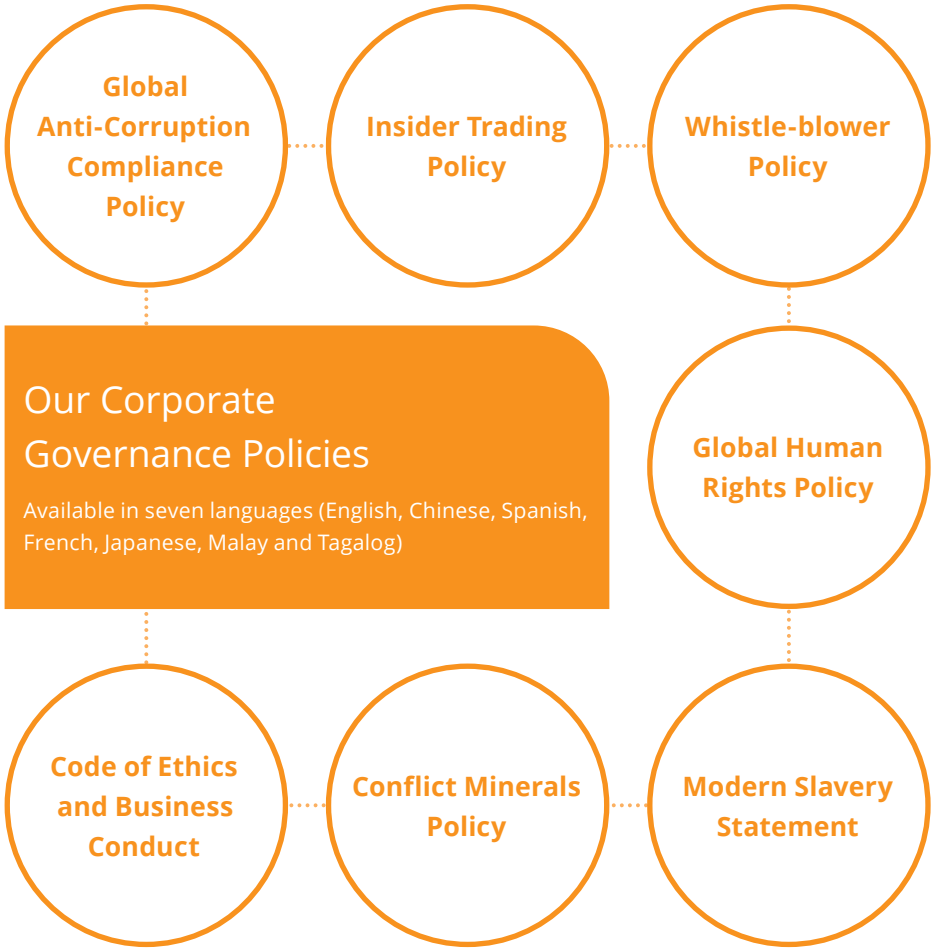 Global
Anti-Corruption
Compliance
Policy
Insider Trading
Policy
Whistle-blower
Policy
Our Corporate
Governance Policies
Available in seven languages (English, Chinese, Spanish,
French, Japanese, Malay and Tagalog)
Global Human
Rights Policy
Code of Ethics
and Business
Conduct
Conflict Minerals
Policy
Modern Slavery
Statement